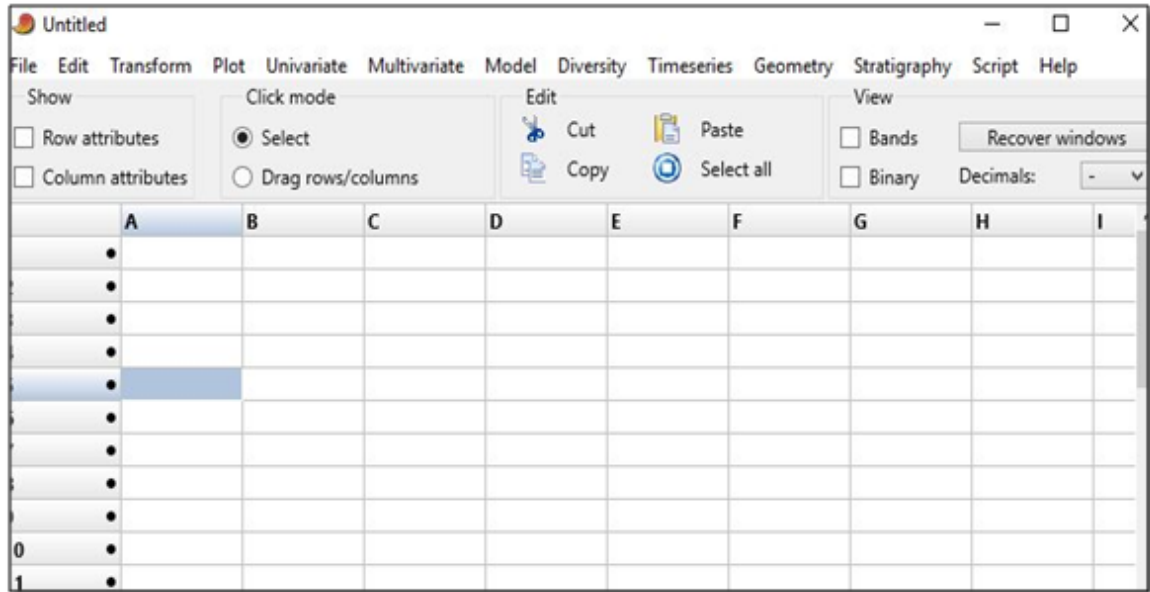 Untitled
File Edit Transform Plot Univariate Multivariate Model Diversity Timeseries Geometry Stratigraphy Script Help
Show Click mode Edit View
Row attributes Select Cut Paste Bands Recover windows
Column attributes Drag rows/columns Copy Select all Binary Decimals: -
A B C D E F G H I
0
1